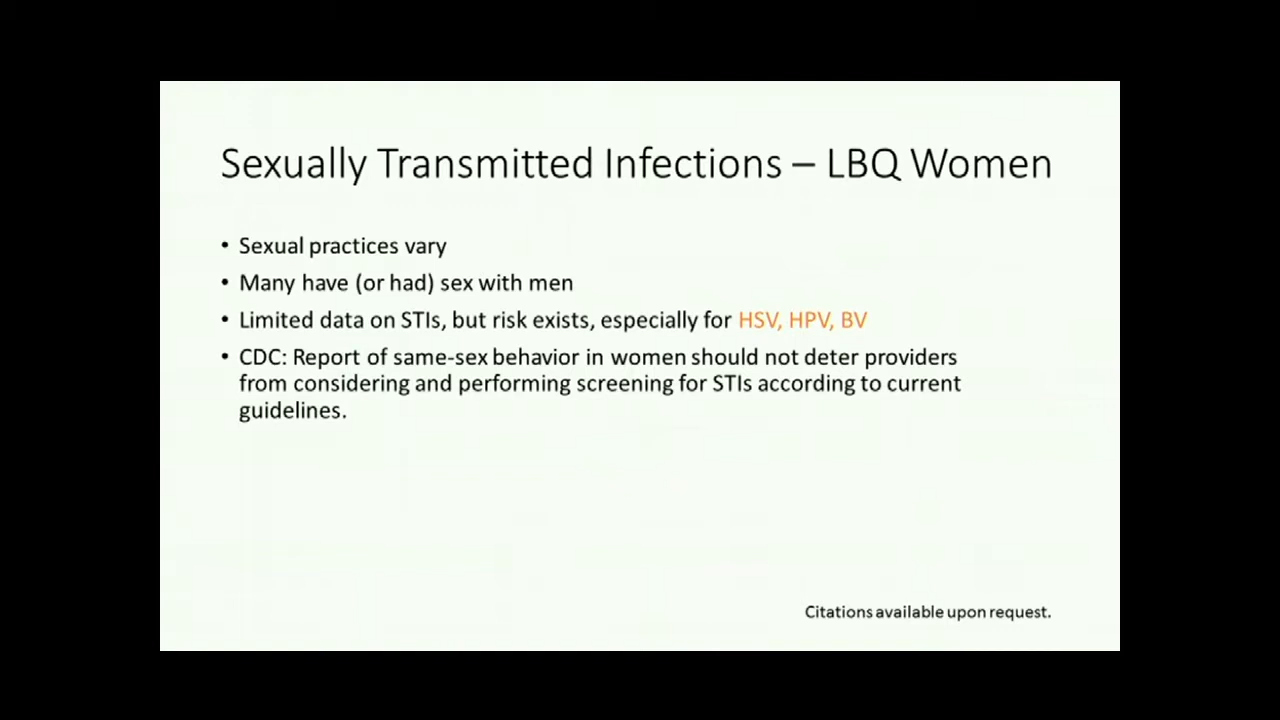 Sexually Transmitted Infections – LBQ Women
• Sexual practices vary
• Many have (or had) sex with men
• Limited data on STIs, but risk exists, especially for HSV, HPV, BV
• CDC: Report of same-sex behavior in women should not deter providers
from considering and performing screening for STIs according to current
guidelines.
Citations available upon request.